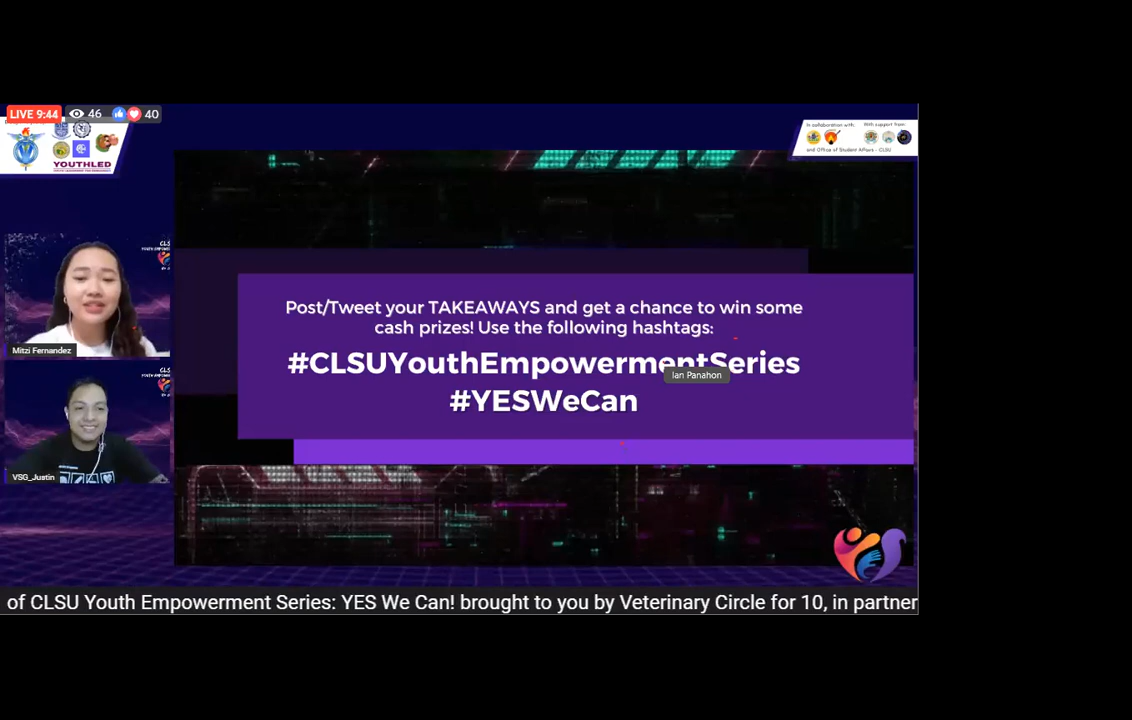 LIVE 9:44 46 40
YOUTHLED
In collaboration with:
With support from:
and Office of Student Affairs - CLSU
Mitzi Fernandez
VSG_Justin
Post/Tweet your TAKEAWAYS and get a chance to win some
cash prizes! Use the following hashtags:
#CLSUYouthEmpowermentSeries
Ian Panahon
#YESWeCan
of CLSU Youth Empowerment Series: YES We Can! brought to you by Veterinary Circle for 10, in partner